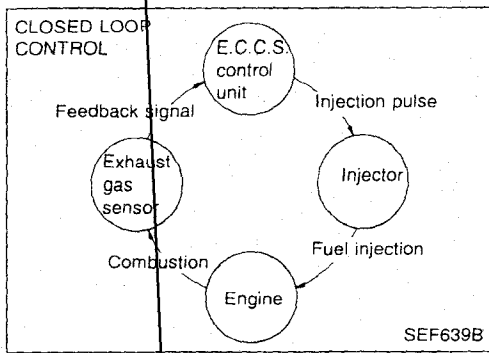 CLOSED LOOP
CONTROL
E.C.C.S.
control
unit
Feedback signal
Injection pulse
Exhaust
gas
sensor
Injector
Combustion
Fuel injection
Engine
SEF639B